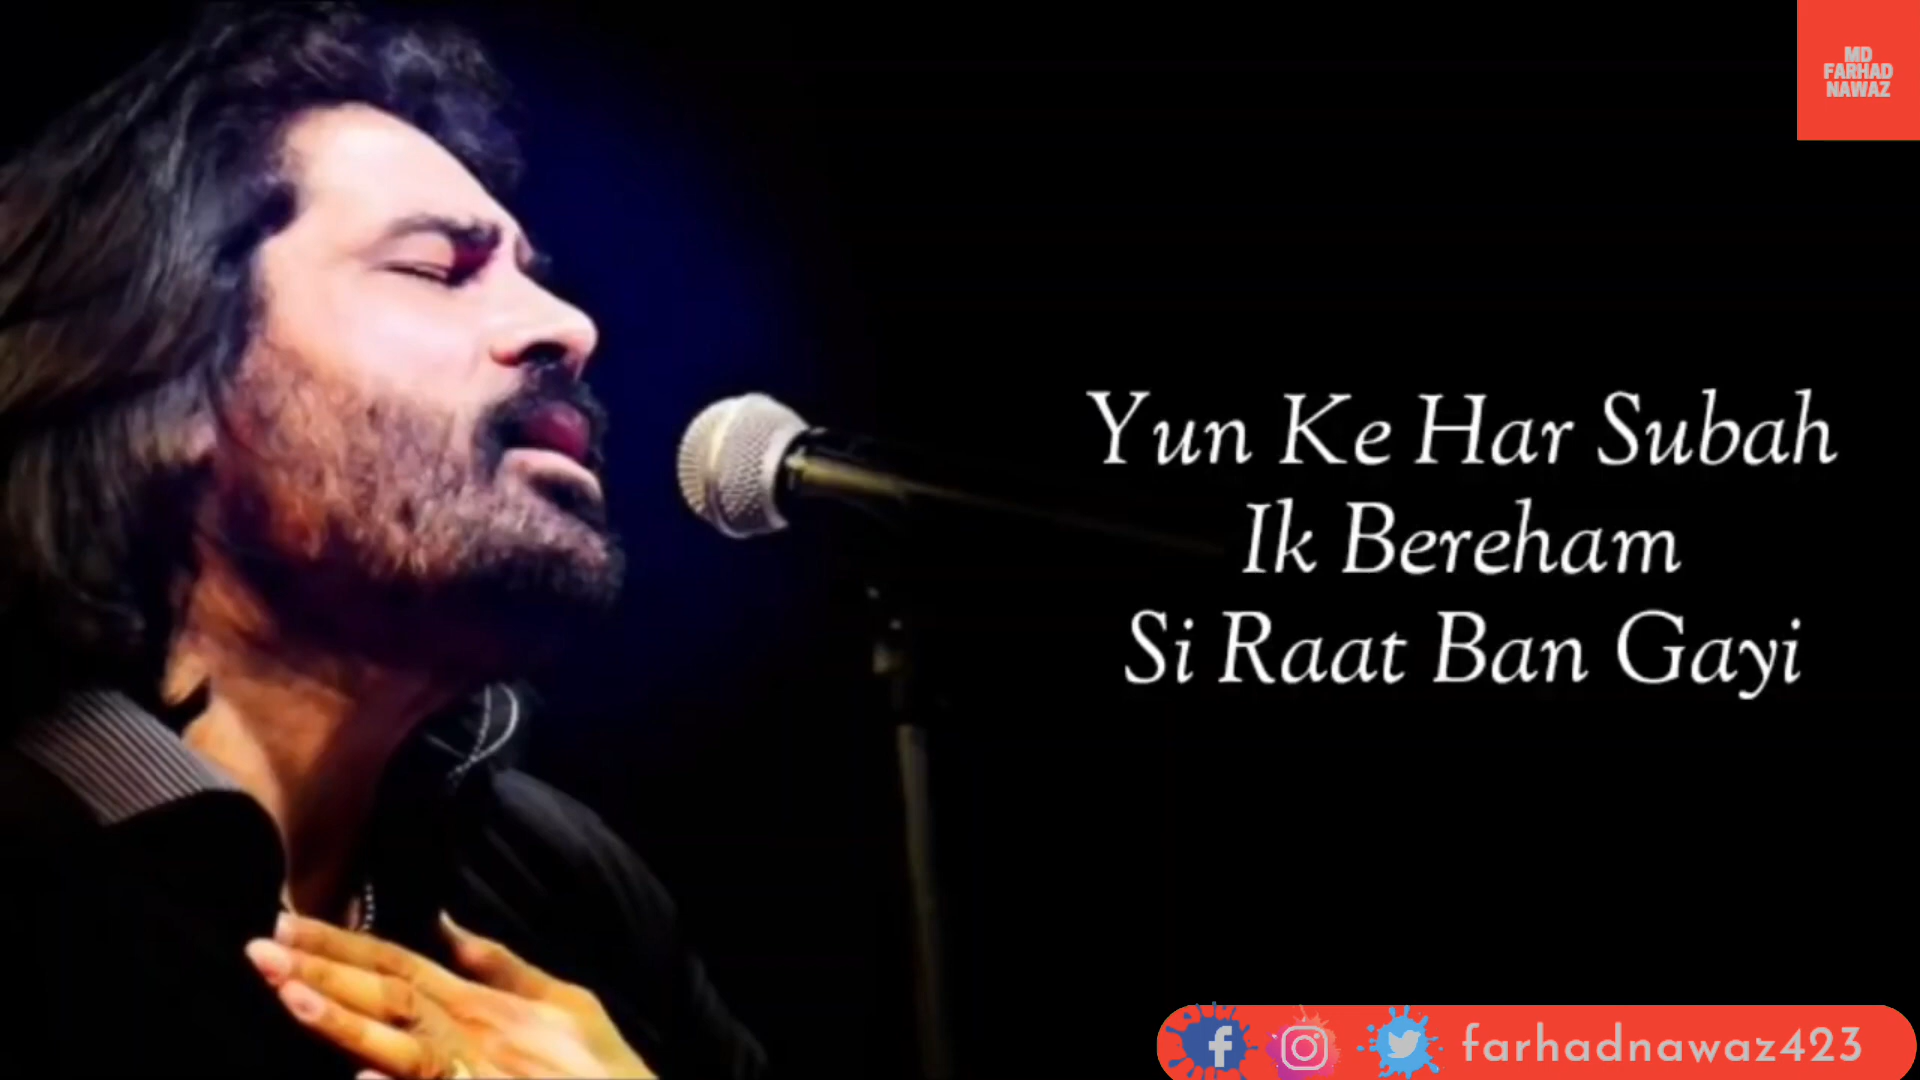 MD
FARHAD
NAWAZ
Yun Ke Har Subah
Ik Bereham
Si Raat Ban Gayi
farhadnawaz423